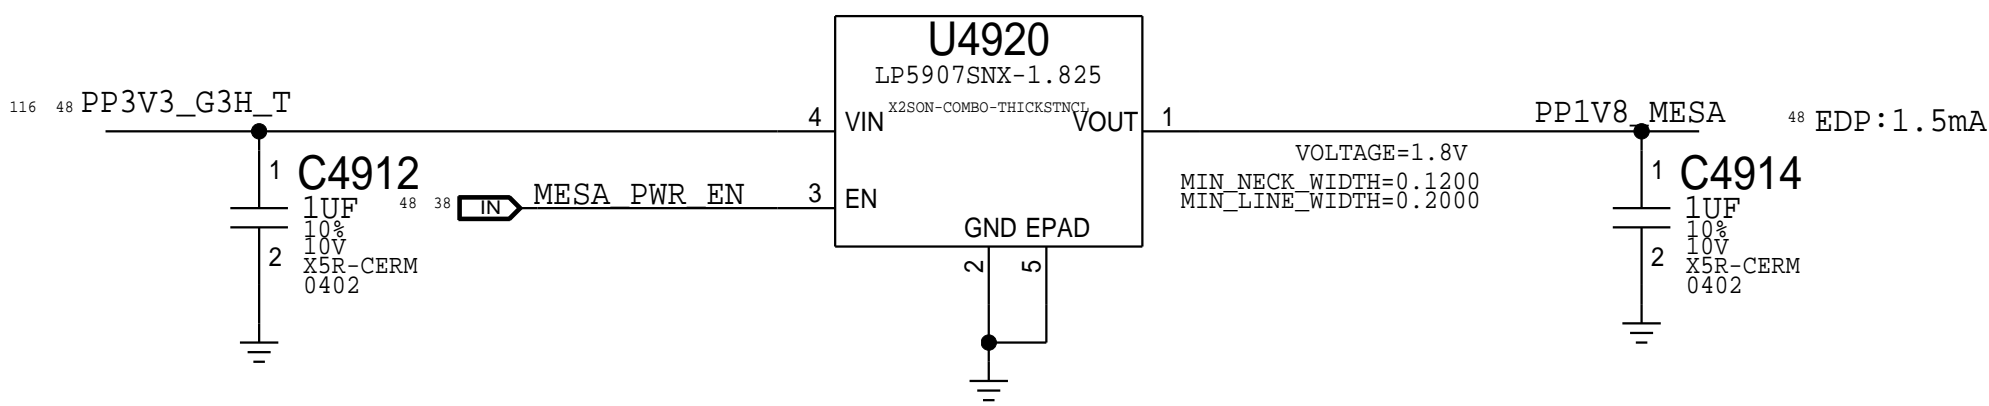 U4920
LP5907SNX-1.825
X2SON-COMBO-THICKSTNCL
116 48 PP3V3_G3H_T
4 VIN
VOUT 1
PP1V8_MESA
48 EDP:1.5mA
VOLTAGE=1.8V
MIN_NECK_WIDTH=0.1200
MIN_LINE_WIDTH=0.2000
1 C4912
1UF
10%
10V
2
X5R-CERM
0402
48 38 IN MESA_PWR_EN 3 EN
GND EPAD
2 5
1 C4914
1UF
10%
10V
2
X5R-CERM
0402